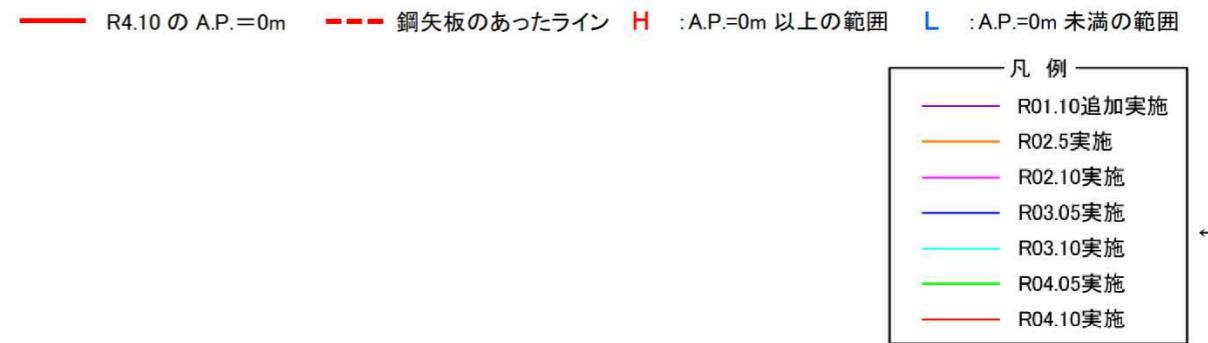 R4.10 の A.P.=0m 鋼矢板のあったライン H :A.P.=0m 以上の範囲 L :A.P.=0m 未満の範囲
凡 例
R01.10追加実施
R02.5実施
R02.10実施
R03.05実施
R03.10実施
R04.05実施
R04.10実施